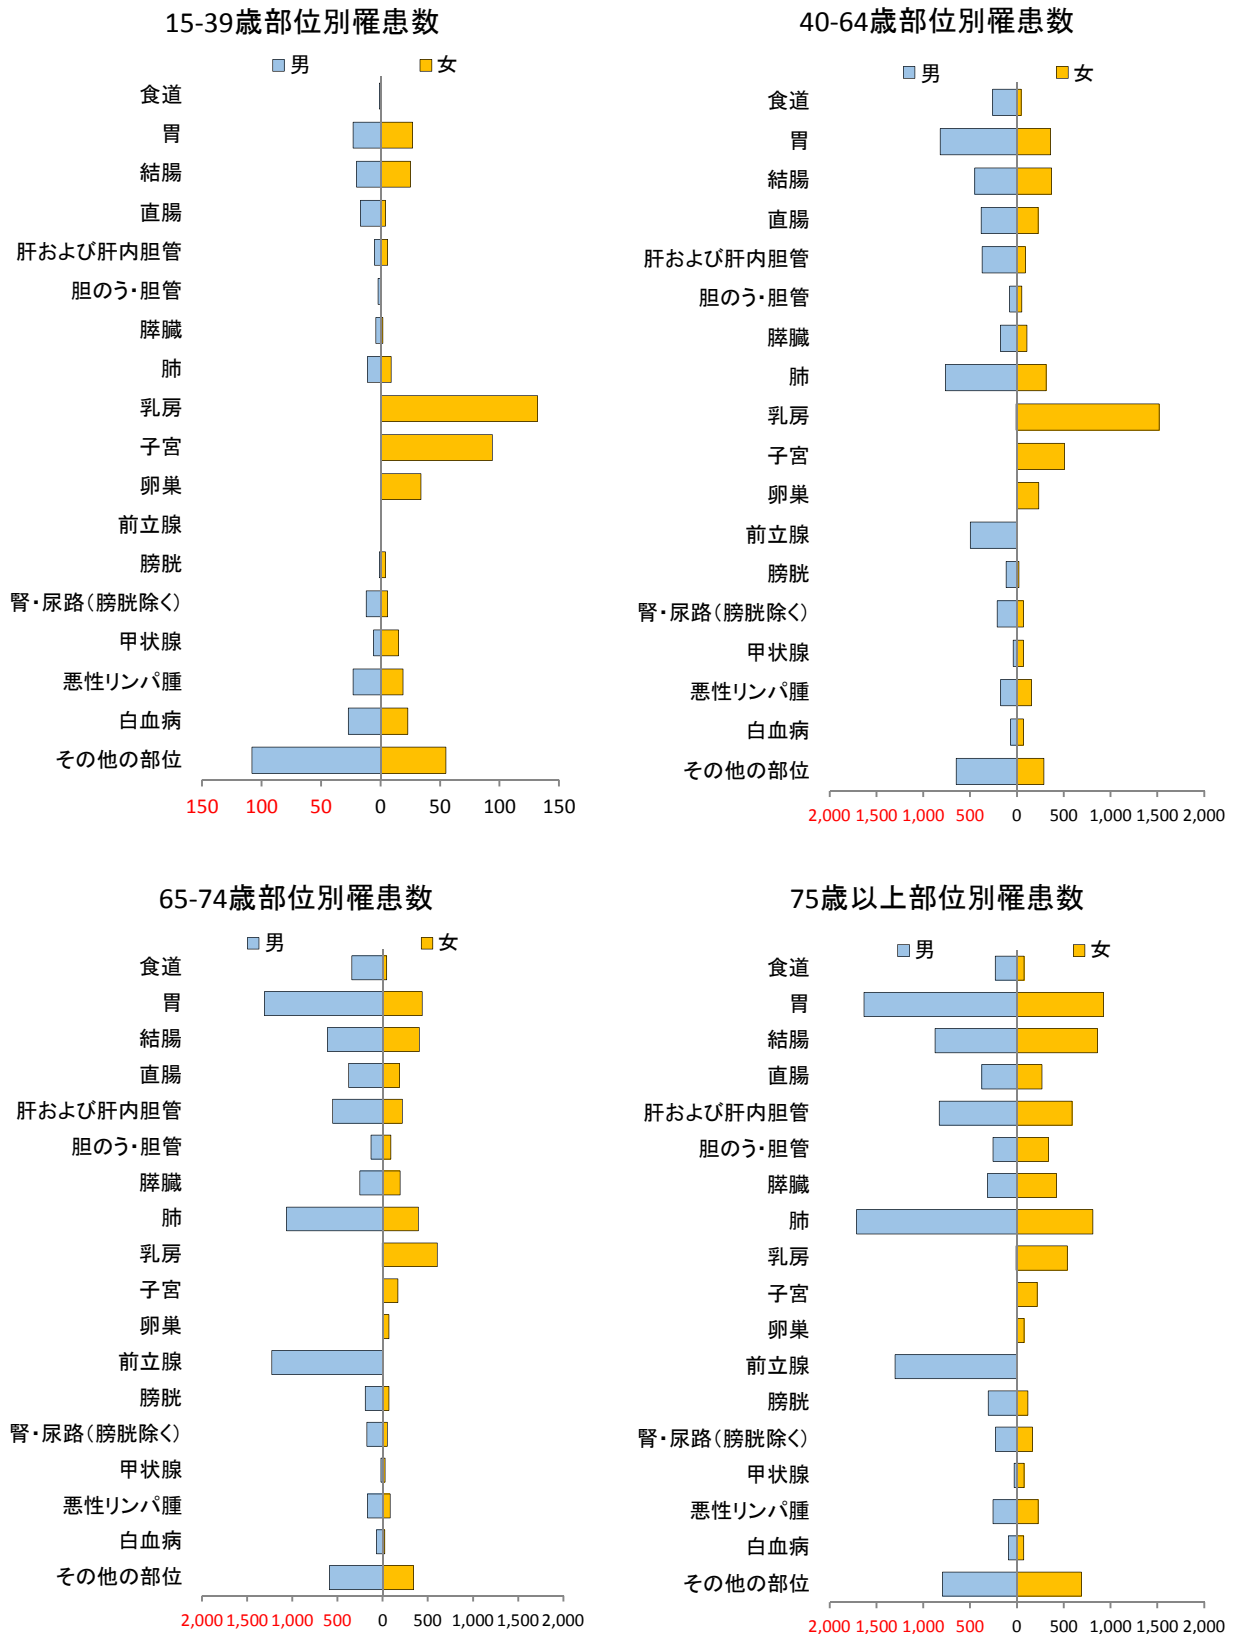 15-39歳部位別罹患数
男 女
食道
胃
結腸
直腸
肝および肝内胆管
胆のう・胆管
膵臓
肺
乳房
子宮
卵巣
前立腺
膀胱
腎・尿路（膀胱除く）
甲状腺
悪性リンパ腫
白血病
その他の部位
150 100 50 0 50 100 150
40-64歳部位別罹患数
男 女
食道
胃
結腸
直腸
肝および肝内胆管
胆のう・胆管
膵臓
肺
乳房
子宮
卵巣
前立腺
膀胱
腎・尿路（膀胱除く）
甲状腺
悪性リンパ腫
白血病
その他の部位
2,000 1,500 1,000 500 0 500 1,000 1,500 2,000
65-74歳部位別罹患数
男 女
食道
胃
結腸
直腸
肝および肝内胆管
胆のう・胆管
膵臓
肺
乳房
子宮
卵巣
前立腺
膀胱
腎・尿路（膀胱除く）
甲状腺
悪性リンパ腫
白血病
その他の部位
2,000 1,500 1,000 500 0 500 1,000 1,500 2,000
75歳以上部位別罹患数
男 女
食道
胃
結腸
直腸
肝および肝内胆管
胆のう・胆管
膵臓
肺
乳房
子宮
卵巣
前立腺
膀胱
腎・尿路（膀胱除く）
甲状腺
悪性リンパ腫
白血病
その他の部位
2,000 1,500 1,000 500 0 500 1,000 1,500 2,000